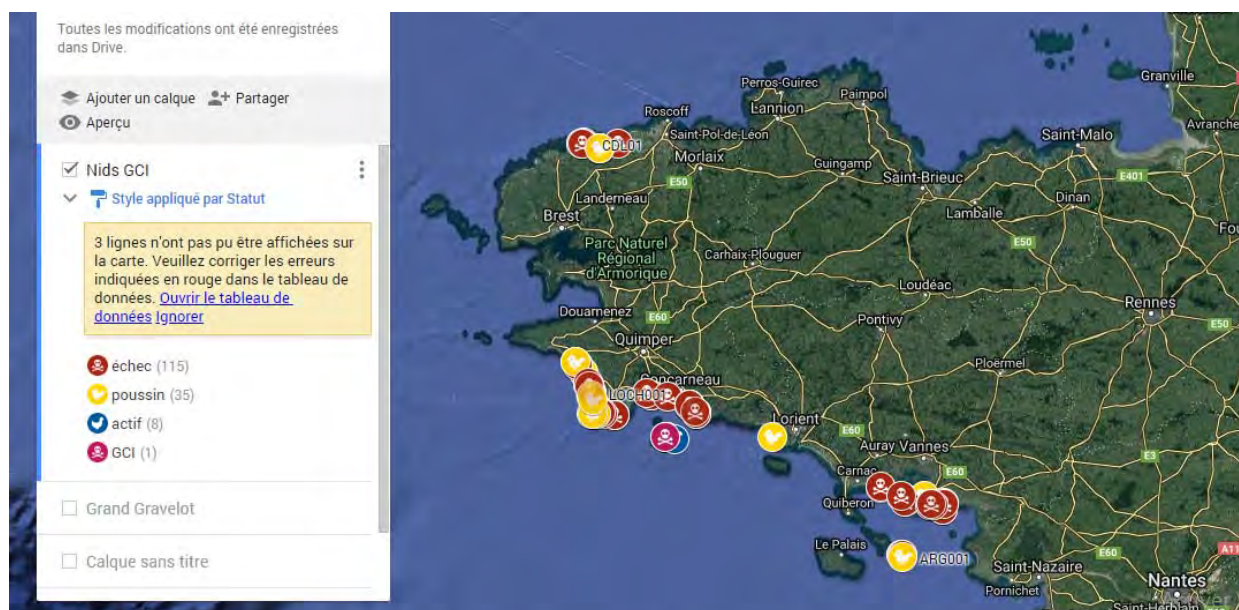 Toutes les modifications ont été enregistrées
dans Drive.
Ajouter un calque
Partager
Aperçu
Nids GCI
Style appliqué par Statut
3 lignes n'ont pas pu être affichées sur
la carte. Veuillez corriger les erreurs
indiquées en rouge dans le tableau de
données. Ouvrir le tableau de
données Ignorer
échec (115)
poussin (35)
actif (8)
GCI (1)
Grand Gravelot
Calque sans titre
Granville
Avranche
Perros-Guirec
Lannion
Paimpol
Roscoff
Saint-Pol-de-Léon
CDL01
Morlaix
Saint-Malo
Guingamp
Saint-Brieuc
E401
E50
Landerneau
Lamballe
Dinan
Brest
Fou
E50
Parc Naturel
Régional
d'Armorique
Carhaix-Plouguer
Loudéac
Rennes
E50
Douarnenez
E60
Pontivy
Quimper
Ploërmel
Concarneau
LOCH001
Lorient
E60
Auray
Vannes
E3
Carnac
E60
Quiberon
Le Palais
ARG001
A11
E60
Saint-Nazaire
Pornichet
Nantes